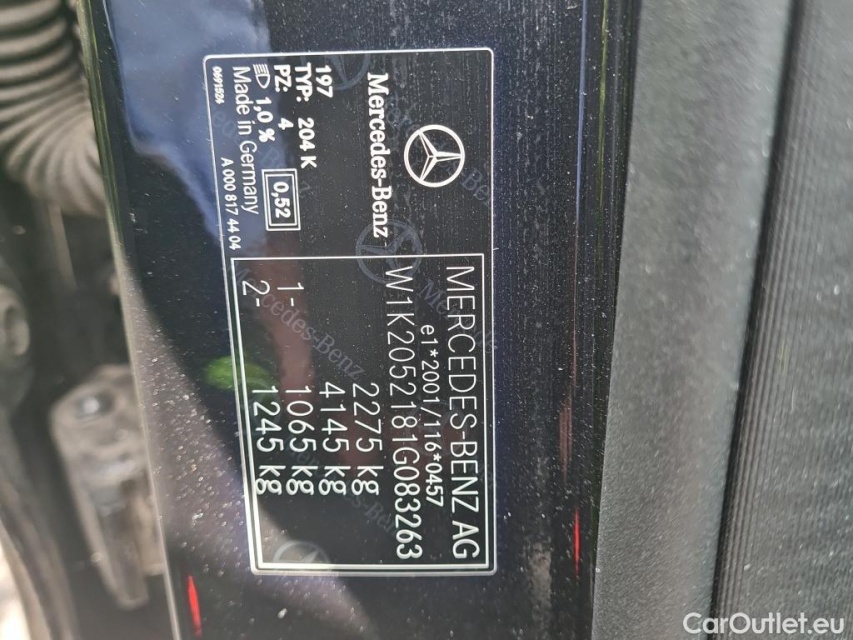 Mercedes-Benz
197
TYP: 204 K
PZ: 4 0,52
1,0 %
Made in Germany
0691526 A 000 817 44 04
MERCEDES-BENZ AG
e1*2001/116*0457
W1K2052181G083263
2275 kg
4145 kg
1- 1065 kg
2- 1245 kg
CarOutlet.eu